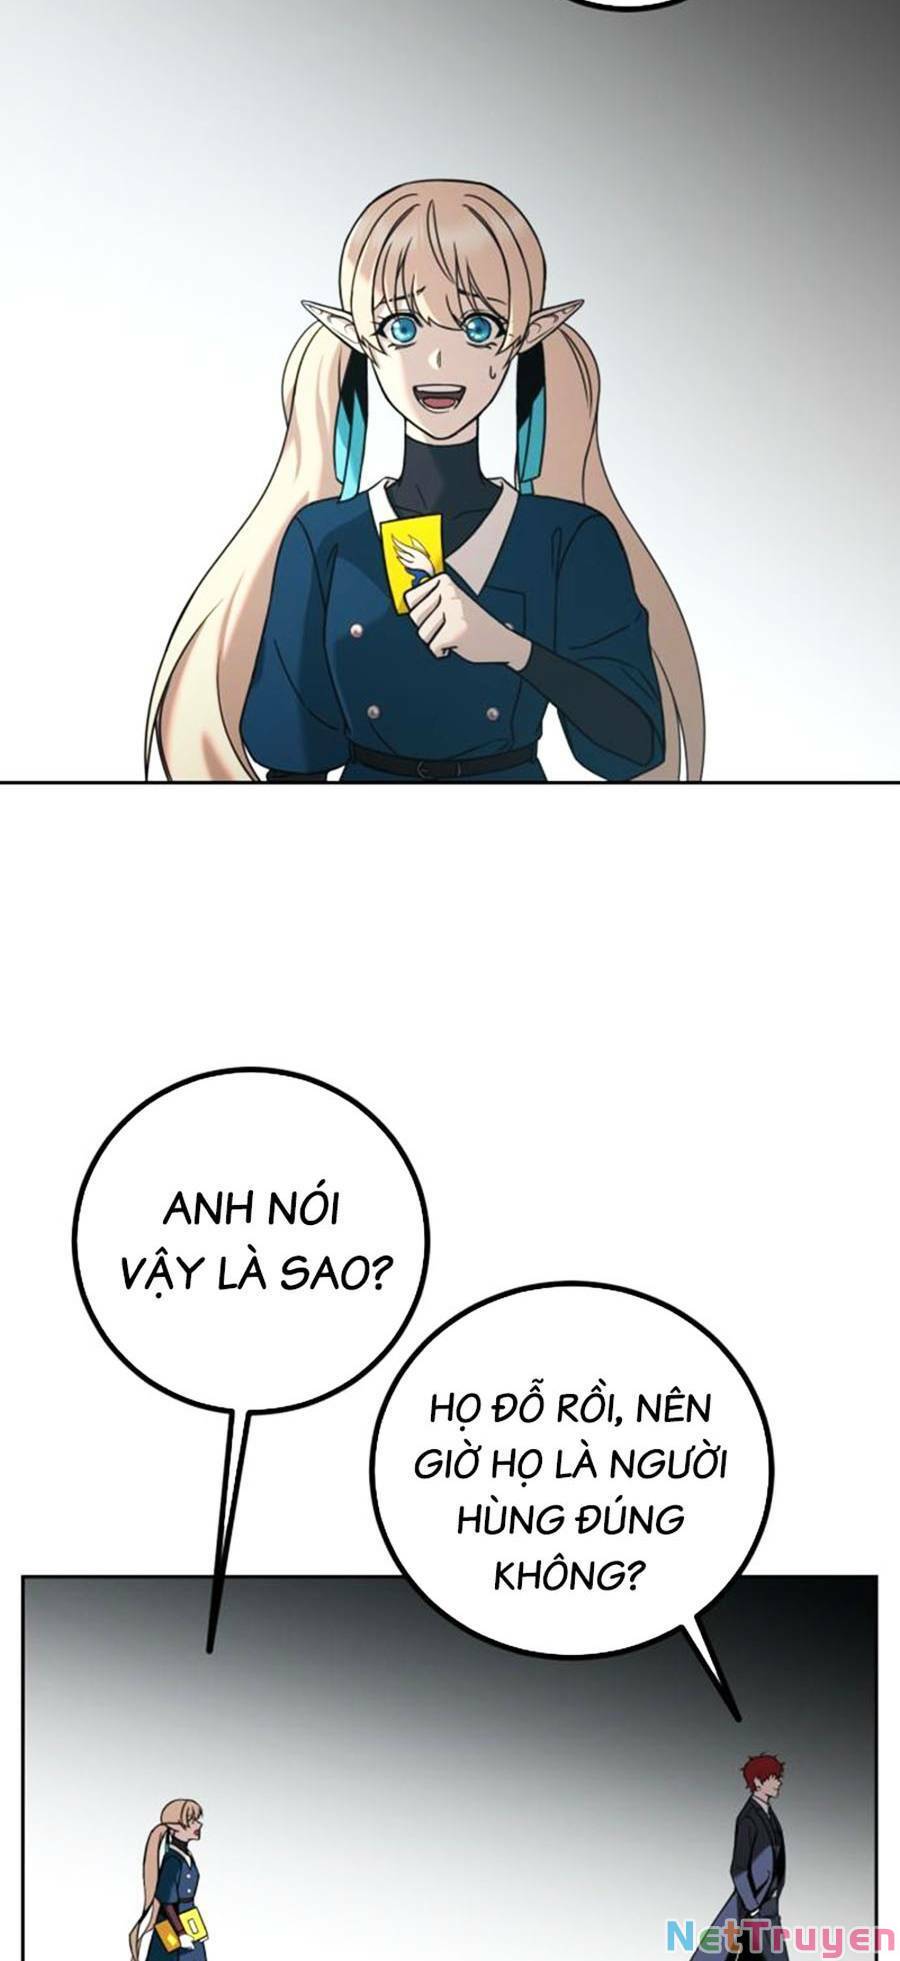 ANH NÓI
VẬY LÀ SAO?
HỌ ĐỖ RỒI, NÊN
GIỜ HỌ LÀ NGƯỜI
HÙNG ĐÚNG
KHÔNG?
NetTruyen